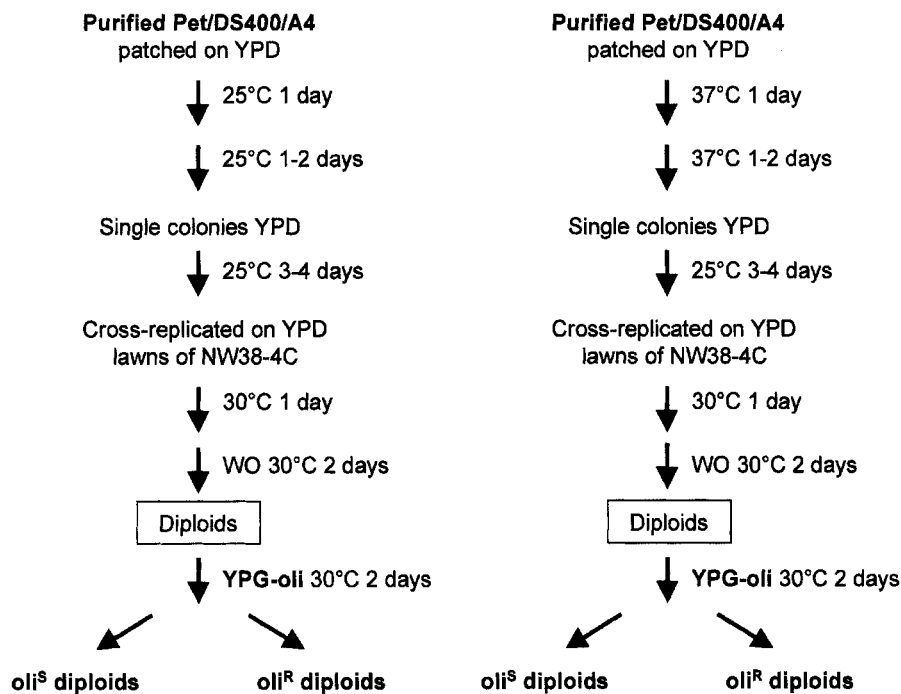 Purified Pet/DS400/A4
patched on YPD
25°C 1 day
25°C 1-2 days
Single colonies YPD
25°C 3-4 days
Cross-replicated on YPD
lawns of NW38-4C
30°C 1 day
WO 30°C 2 days
Diploids
YPG-oli 30°C 2 days
oliS diploids
oliR diploids
Purified Pet/DS400/A4
patched on YPD
37°C 1 day
37°C 1-2 days
Single colonies YPD
25°C 3-4 days
Cross-replicated on YPD
lawns of NW38-4C
30°C 1 day
WO 30°C 2 days
Diploids
YPG-oli 30°C 2 days
oliS diploids
oliR diploids